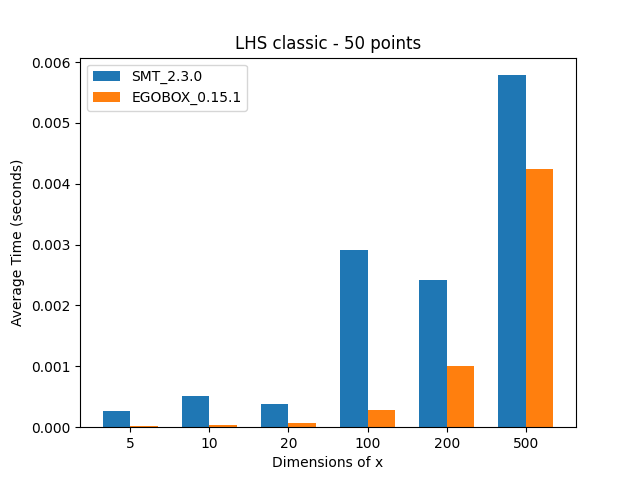 LHS classic - 50 points
SMT_2.3.0
EGOBOX_0.15.1
Average Time (seconds)
0.006
0.005
0.004
0.003
0.002
0.001
0.000
5 10 20 100 200 500
Dimensions of x